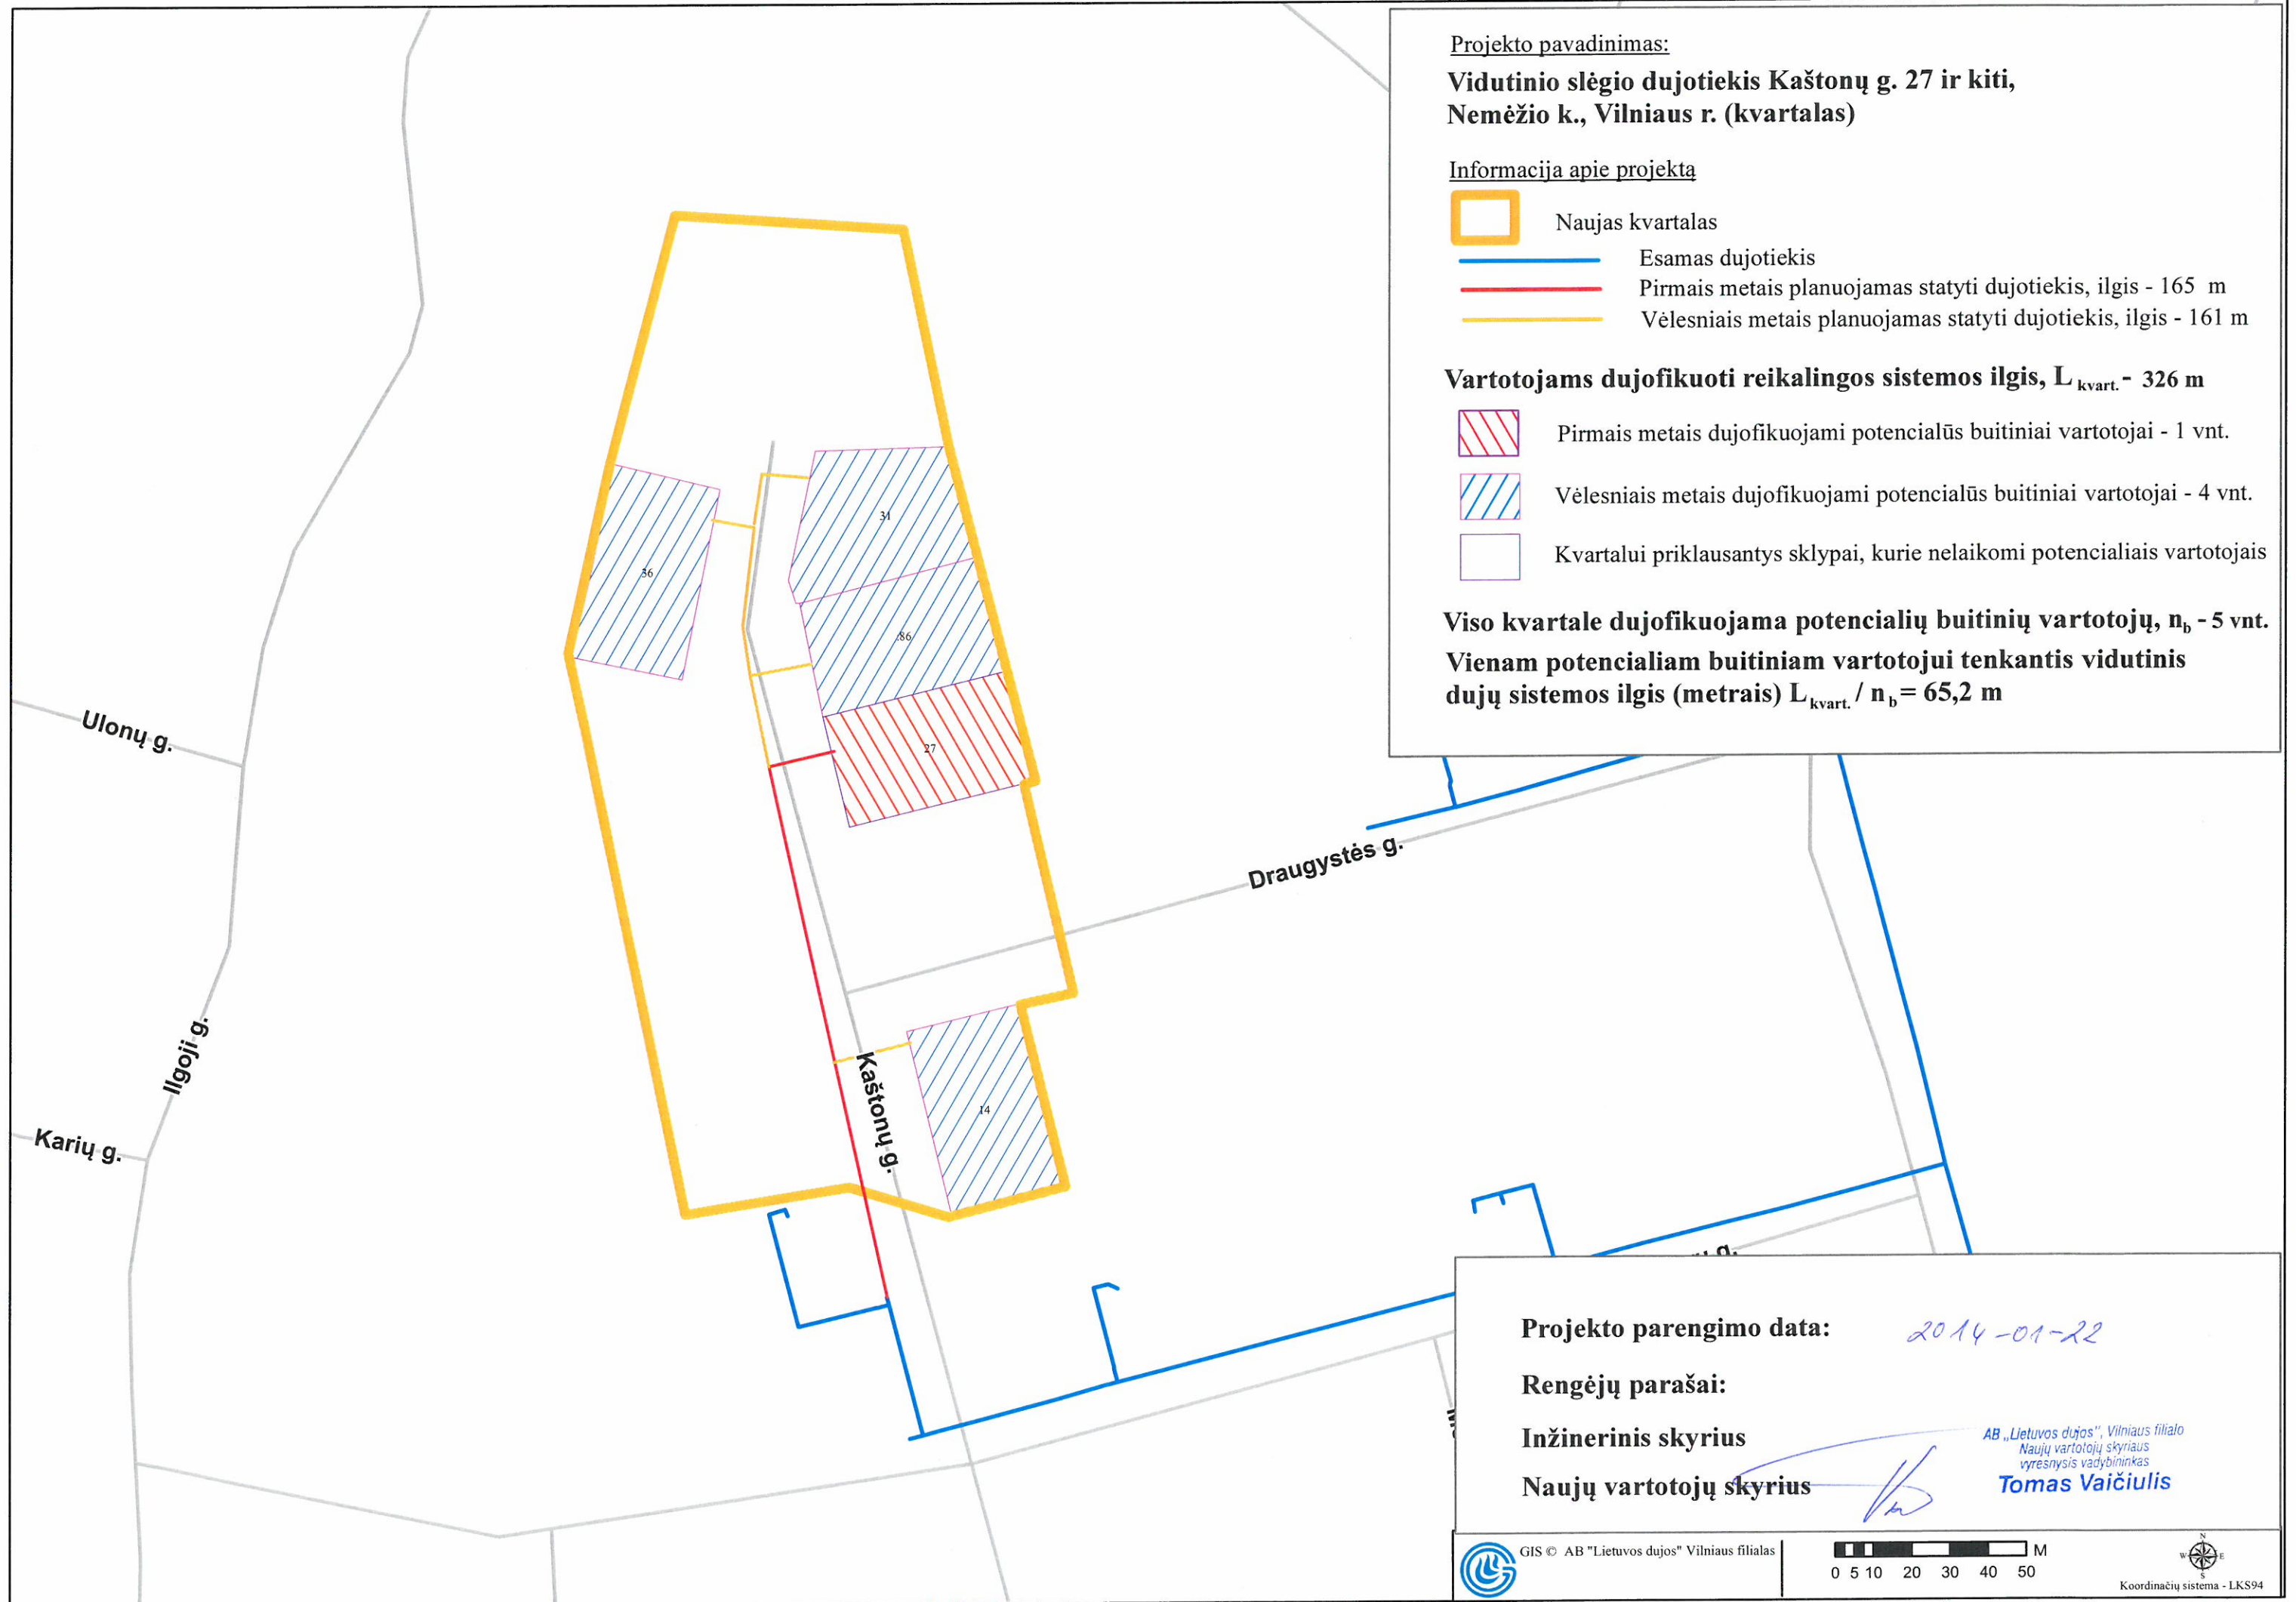 Projekto pavadinimas:
Vidutinio slėgio dujotiekis Kaštonų g. 27 ir kiti,
Nemėžio k., Vilniaus r. (kvartalas)
Informacija apie projektą
Naujas kvartalas
Esamas dujotiekis
Pirmais metais planuojamas statyti dujotiekis, ilgis - 165 m
Vėlesniais metais planuojamas statyti dujotiekis, ilgis - 161 m
Vartotojams dujofikuoti reikalingos sistemos ilgis, L kvart. - 326 m
Pirmais metais dujofikuojami potencialūs buitiniai vartotojai - 1 vnt.
Vėlesniais metais dujofikuojami potencialūs buitiniai vartotojai - 4 vnt.
Kvartalui priklausantys sklypai, kurie nelaikomi potencialiais vartotojais
Viso kvartale dujofikuojama potencialių buitinių vartotojų, nb - 5 vnt.
Vienam potencialiam buitiniam vartotojui tenkantis vidutinis
dujų sistemos ilgis (metrais) L kvart. / nb = 65,2 m
31
36
86
27
14
Ulonų g.
Draugystės g.
Ilgoji g.
Kaštonų g.
Karių g.
Projekto parengimo data: 2014-01-22
Rengėjų parašai:
Inžinerinis skyrius
Naujų vartotojų skyrius
AB „Lietuvos dujos", Vilniaus filialo
Naujų vartotojų skyriaus
vyresnysis vadybininkas
Tomas Vaičiulis
GIS © AB "Lietuvos dujos" Vilniaus filialas
M
0 5 10 20 30 40 50
N
W E
S
Koordinačių sistema - LKS94